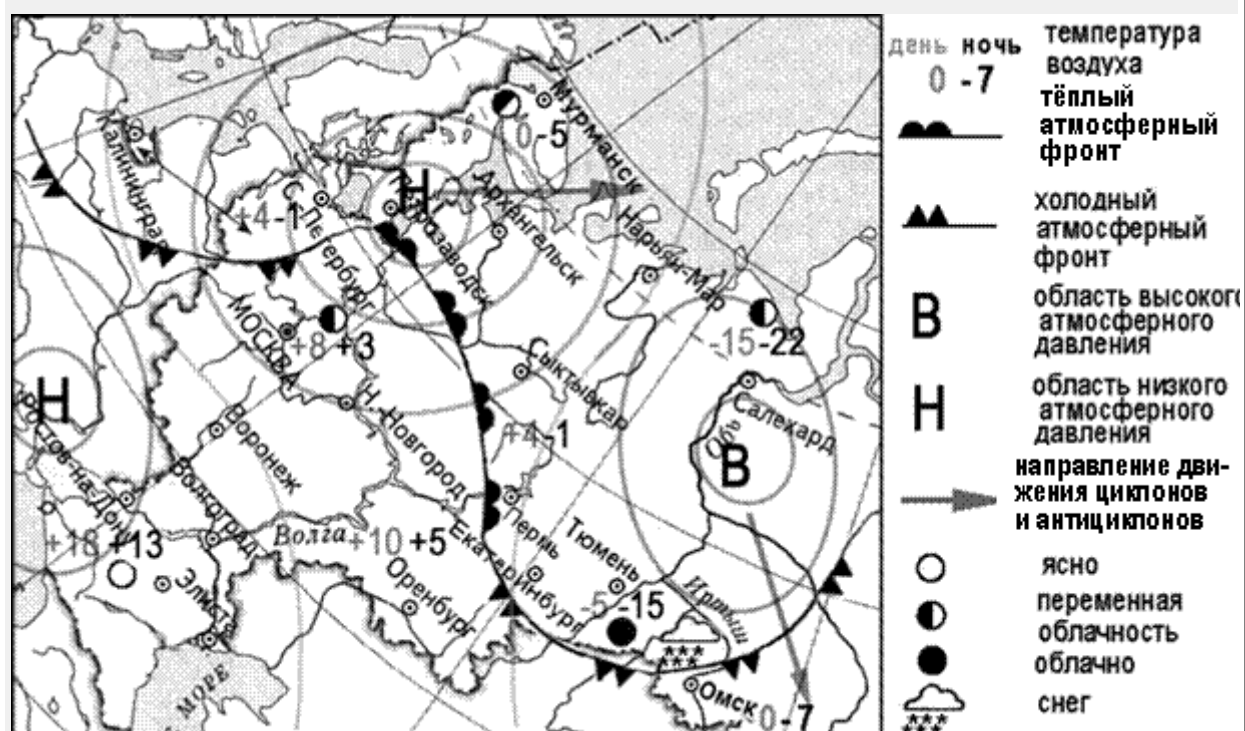 Мурманск
0 -5
Калининград
Н
+4 -1
С.-Петербург
Петрозаводск
Архангельск
Нарьян-Мар
-15 -22
МОСКВА
+8 +3
Н
Сыктывкар
Салехард
Обь
В
Н. Новгород
+4 -1
Воронеж
Ростов-на-Дону
Волгоград
+18 +13
Волга
+10 +5
Пермь
Екатеринбург
Тюмень
Оренбург
-5 -15
Иртыш
МОРЕ
Омск
0 -7
день ночь
0 -7
температура
воздуха
тёплый
атмосферный
фронт
холодный
атмосферный
фронт
В
область высоког
атмосферного
давления
Н
область низкого
атмосферного
давления
направление дви-
жения циклонов
и антициклонов
ясно
переменная
облачность
облачно
снег